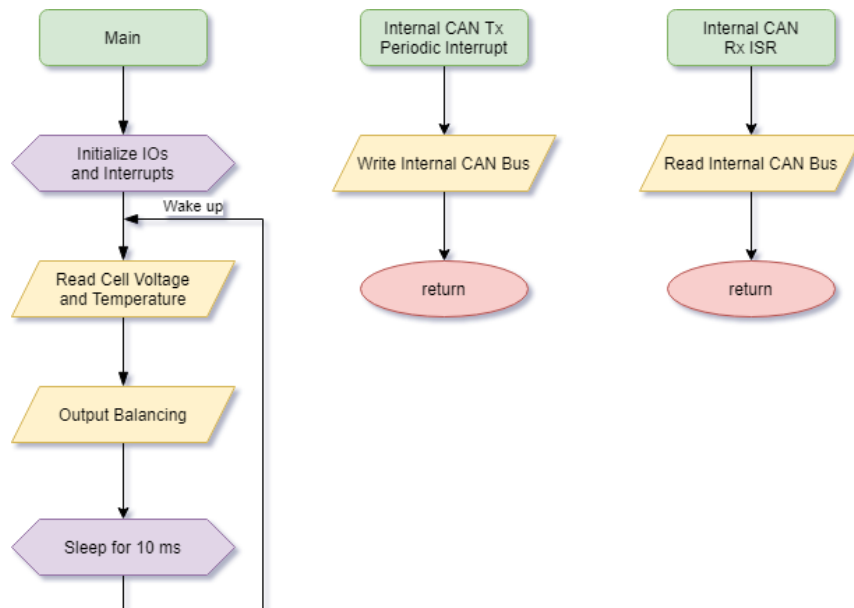 Main
Initialize IOs
and Interrupts
Wake up
Read Cell Voltage
and Temperature
Output Balancing
Sleep for 10 ms
Internal CAN Tx
Periodic Interrupt
Write Internal CAN Bus
return
Internal CAN
Rx ISR
Read Internal CAN Bus
return